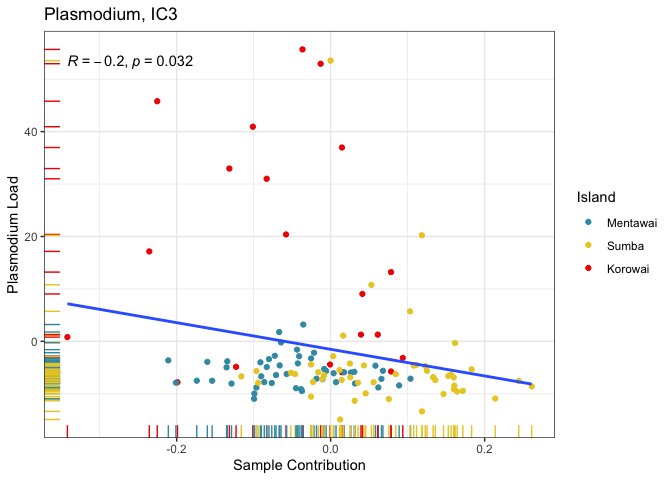 Plasmodium, IC3
R = −0.2, p = 0.032
40
20
0
Plasmodium Load
-0.2
0.0
0.2
Sample Contribution
Island
Mentawai
Sumba
Korowai